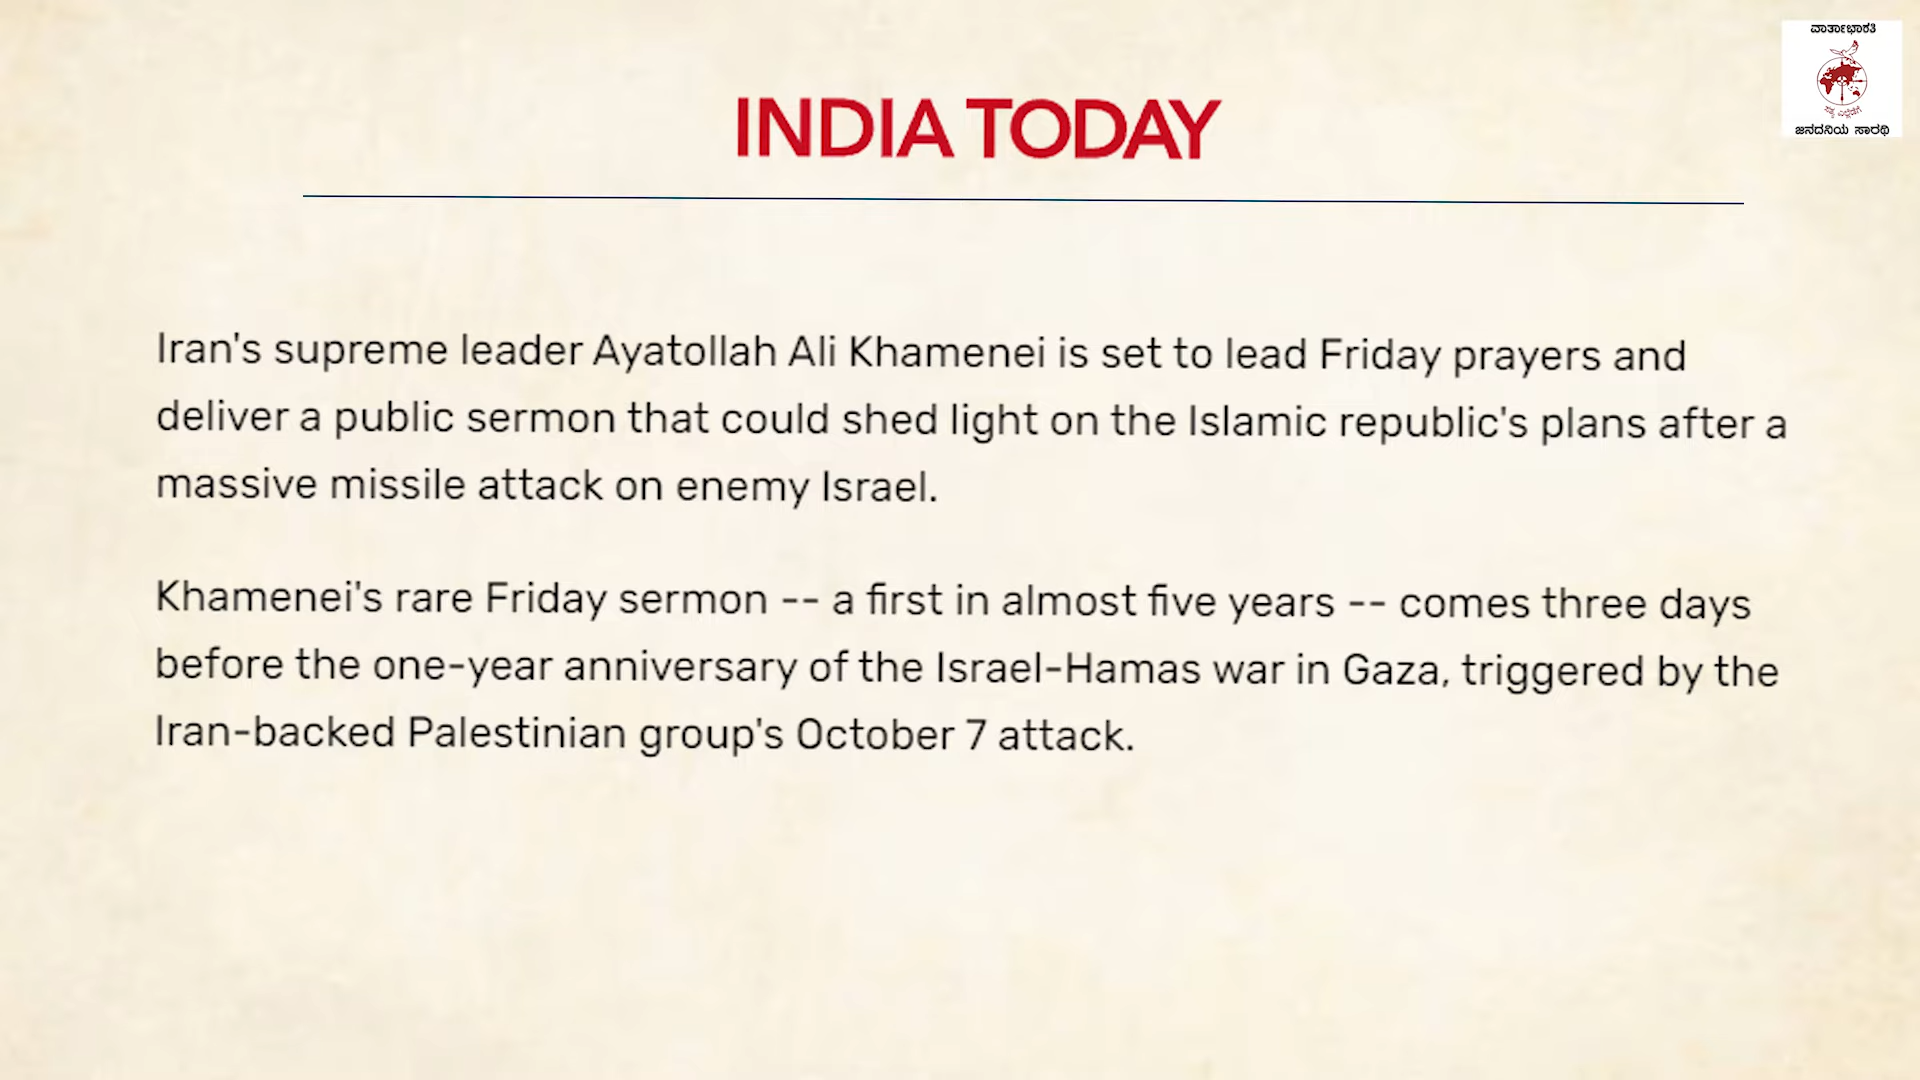 ವಾರ್ತಾಭಾರತಿ
ಸತ್ಯ ಎಲ್ಲೆಡೆಗೆ
ಜನದನಿಯ ಸಾರಥಿ
INDIA TODAY
Iran's supreme leader Ayatollah Ali Khamenei is set to lead Friday prayers and
deliver a public sermon that could shed light on the Islamic republic's plans after a
massive missile attack on enemy Israel.
Khamenei's rare Friday sermon -- a first in almost five years -- comes three days
before the one-year anniversary of the Israel-Hamas war in Gaza, triggered by the
Iran-backed Palestinian group's October 7 attack.